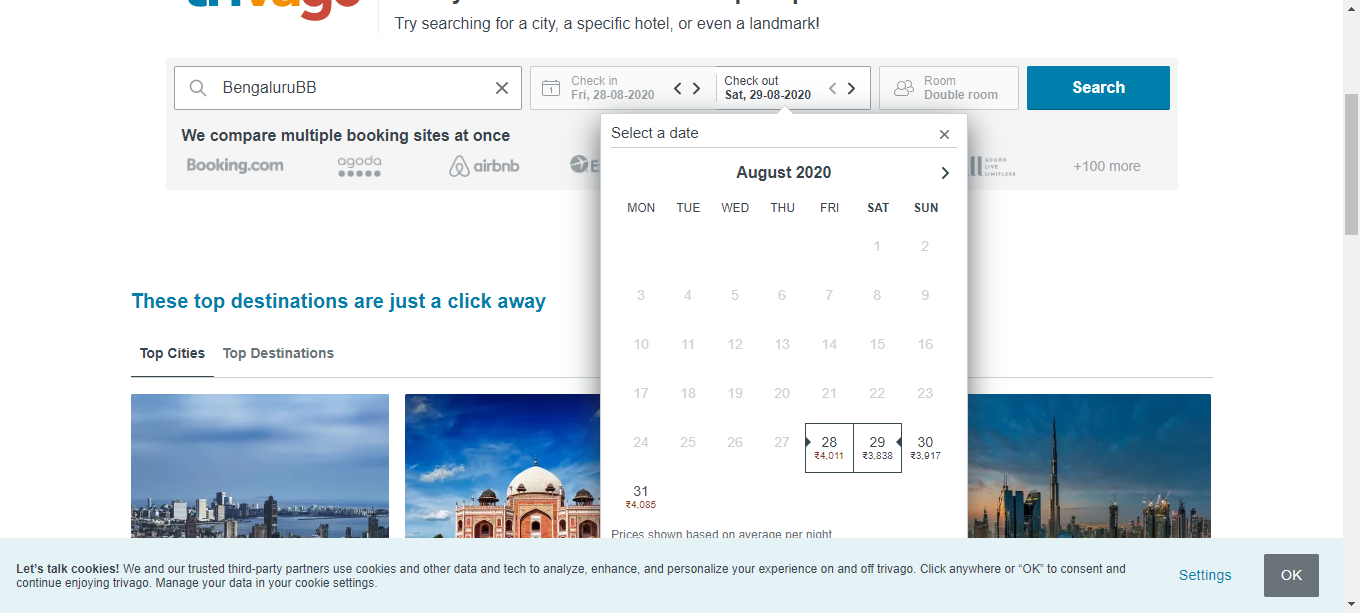 trivago
Try searching for a city, a specific hotel, or even a landmark!
BengaluruBB
Check in
Fri, 28-08-2020
Check out
Sat, 29-08-2020
Room
Double room
Search
We compare multiple booking sites at once
Booking.com
agoda
airbnb
E
ACCOR
LIVE
LIMITLESS
+100 more
Select a date
August 2020
MON TUE WED THU FRI SAT SUN
1 2
3 4 5 6 7 8 9
10 11 12 13 14 15 16
17 18 19 20 21 22 23
24 25 26 27 28 29 30
₹4,011 ₹3,838 ₹3,917
31
₹4,085
Prices shown based on average per night
These top destinations are just a click away
Top Cities Top Destinations
Let's talk cookies! We and our trusted third-party partners use cookies and other data and tech to analyze, enhance, and personalize your experience on and off trivago. Click anywhere or “OK” to consent and
continue enjoying trivago. Manage your data in your cookie settings.
Settings
OK